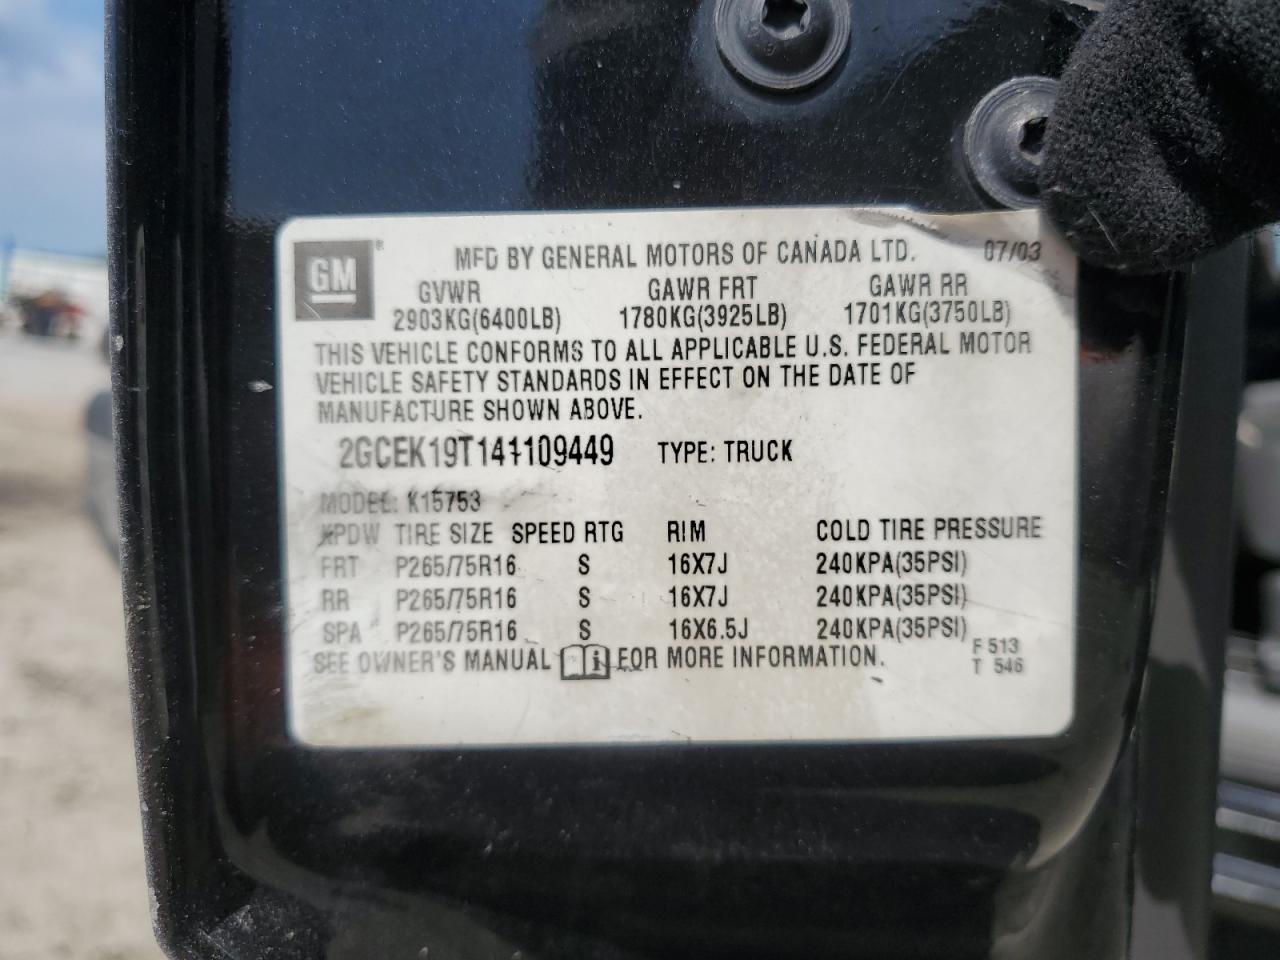 GM® MFD BY GENERAL MOTORS OF CANADA LTD. 07/03
GVWR GAWR FRT GAWR RR
2903KG(6400LB) 1780KG(3925LB) 1701KG(3750LB)
THIS VEHICLE CONFORMS TO ALL APPLICABLE U.S. FEDERAL MOTOR
VEHICLE SAFETY STANDARDS IN EFFECT ON THE DATE OF
MANUFACTURE SHOWN ABOVE.
2GCEK19T141109449 TYPE: TRUCK
MODEL: K15753
XPDW TIRE SIZE SPEED RTG RIM COLD TIRE PRESSURE
FRT P265/75R16 S 16X7J 240KPA(35PSI)
RR P265/75R16 S 16X7J 240KPA(35PSI)
SPA P265/75R16 S 16X6.5J 240KPA(35PSI)
SEE OWNER'S MANUAL i FOR MORE INFORMATION. F 513
T 546